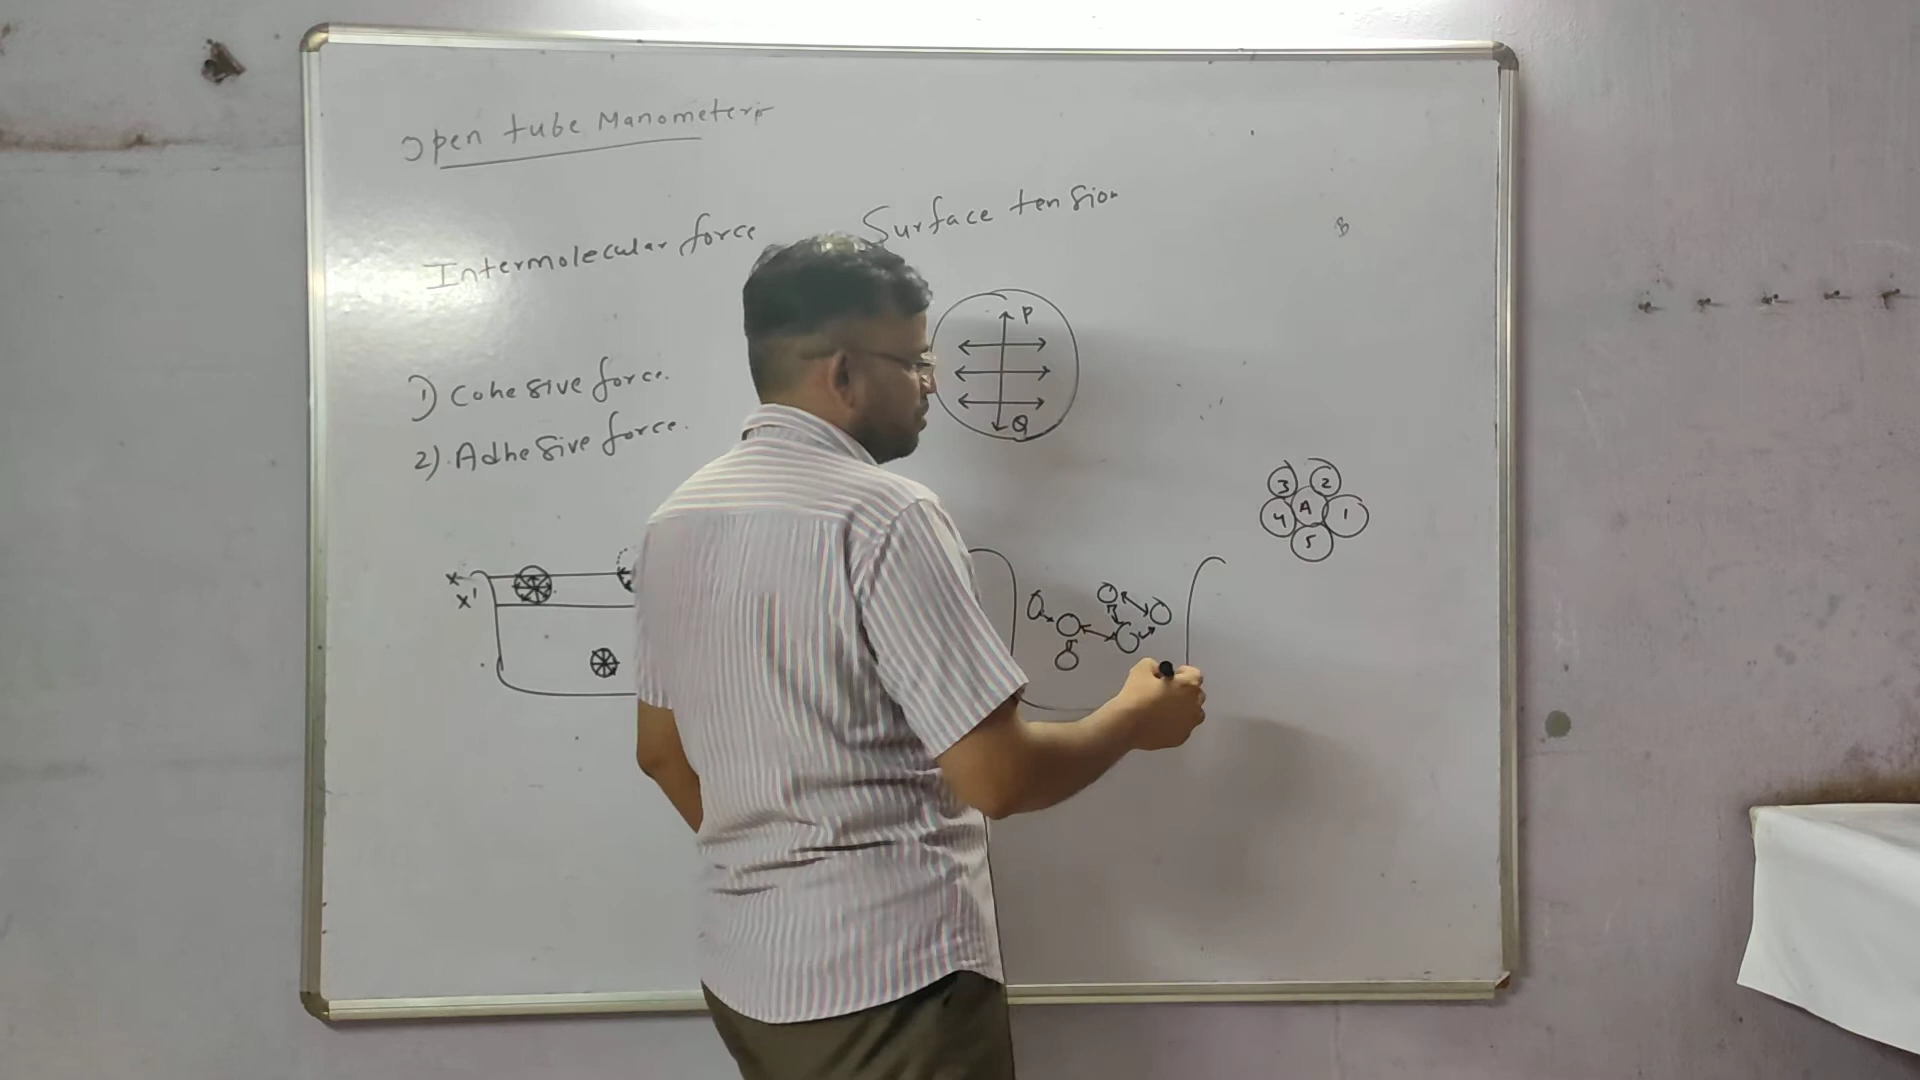 Open tube Manometer
Intermolecular force
Surface tension
B
P
Q
1) Cohesive force.
2). Adhesive force.
3 2
4 A 1
5
X
X'